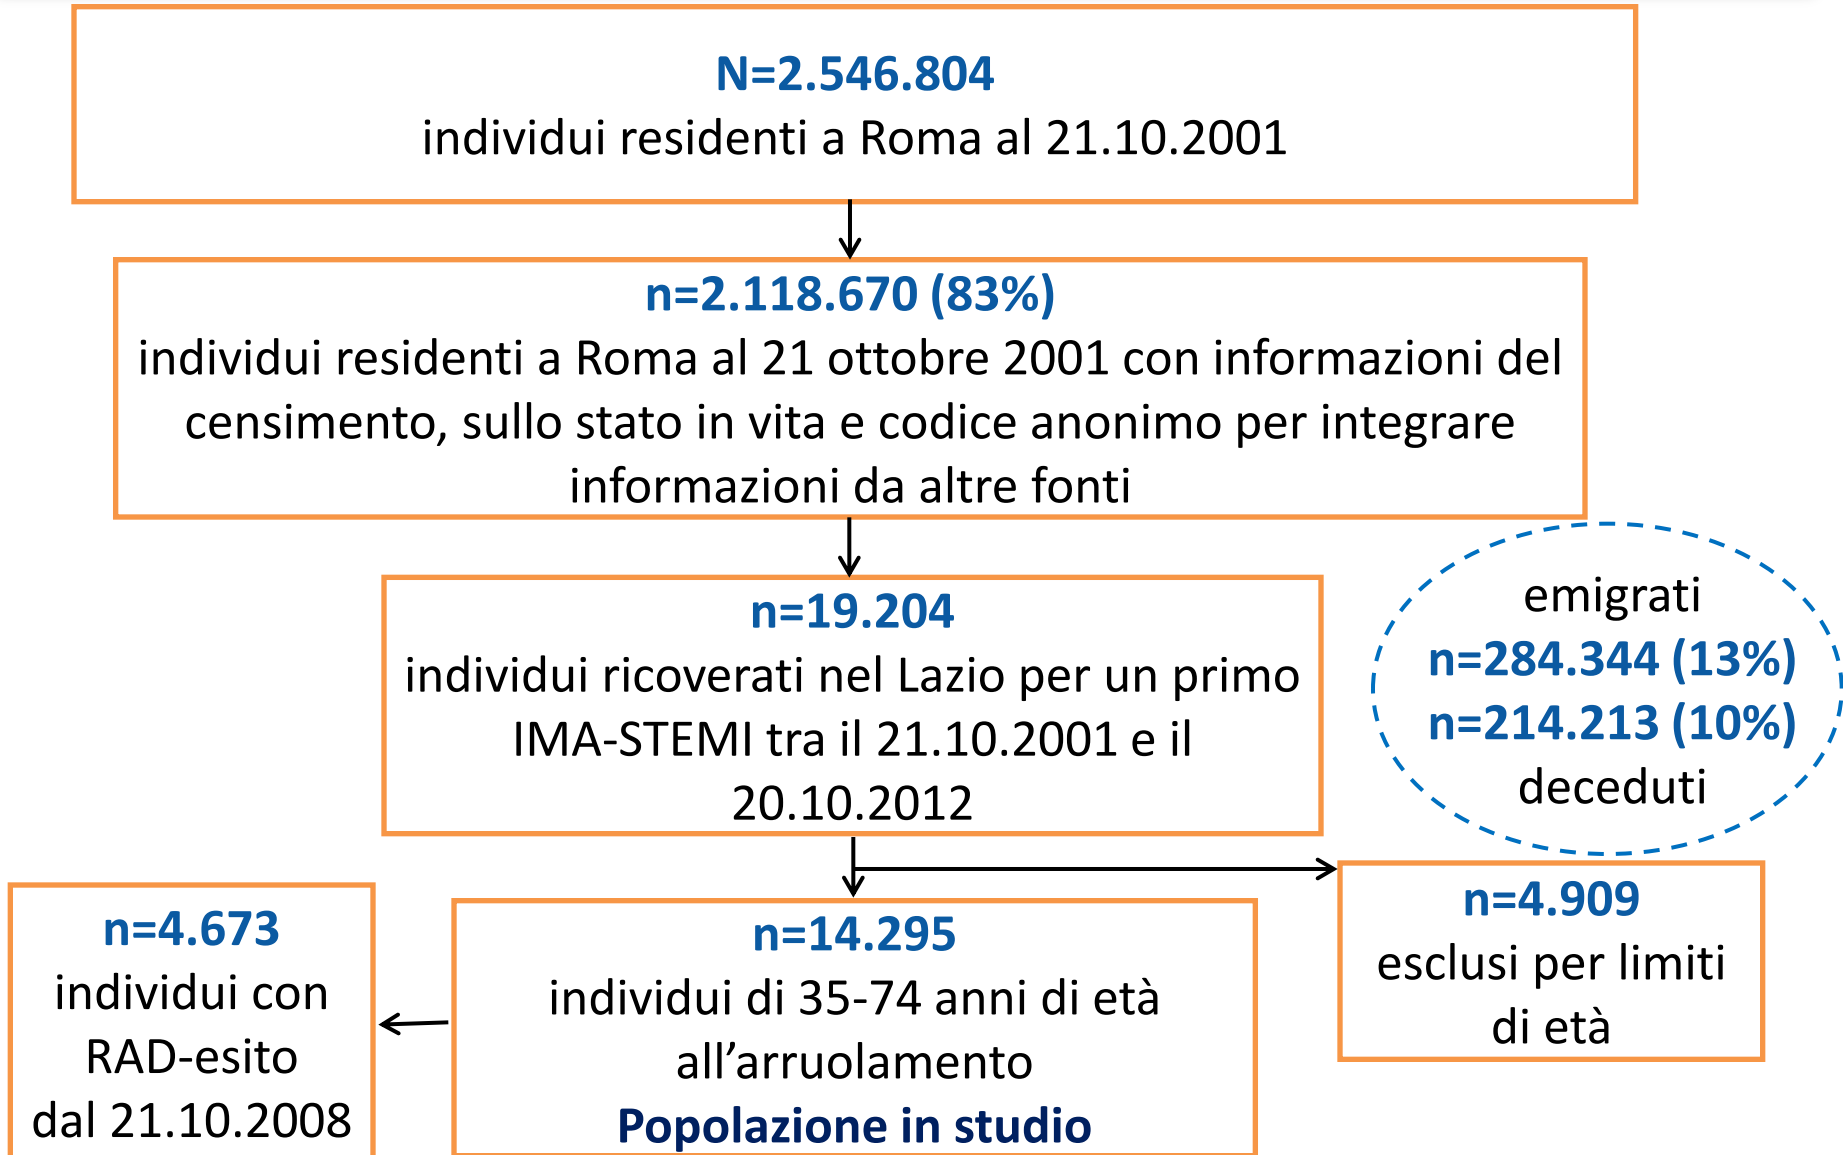 N=2.546.804
individui residenti a Roma al 21.10.2001
n=2.118.670 (83%)
individui residenti a Roma al 21 ottobre 2001 con informazioni del
censimento, sullo stato in vita e codice anonimo per integrare
informazioni da altre fonti
n=19.204
individui ricoverati nel Lazio per un primo
IMA-STEMI tra il 21.10.2001 e il
20.10.2012
emigrati
n=284.344 (13%)
n=214.213 (10%)
deceduti
n=4.673
individui con
RAD-esito
dal 21.10.2008
n=14.295
individui di 35-74 anni di età
all’arruolamento
Popolazione in studio
n=4.909
esclusi per limiti
di età